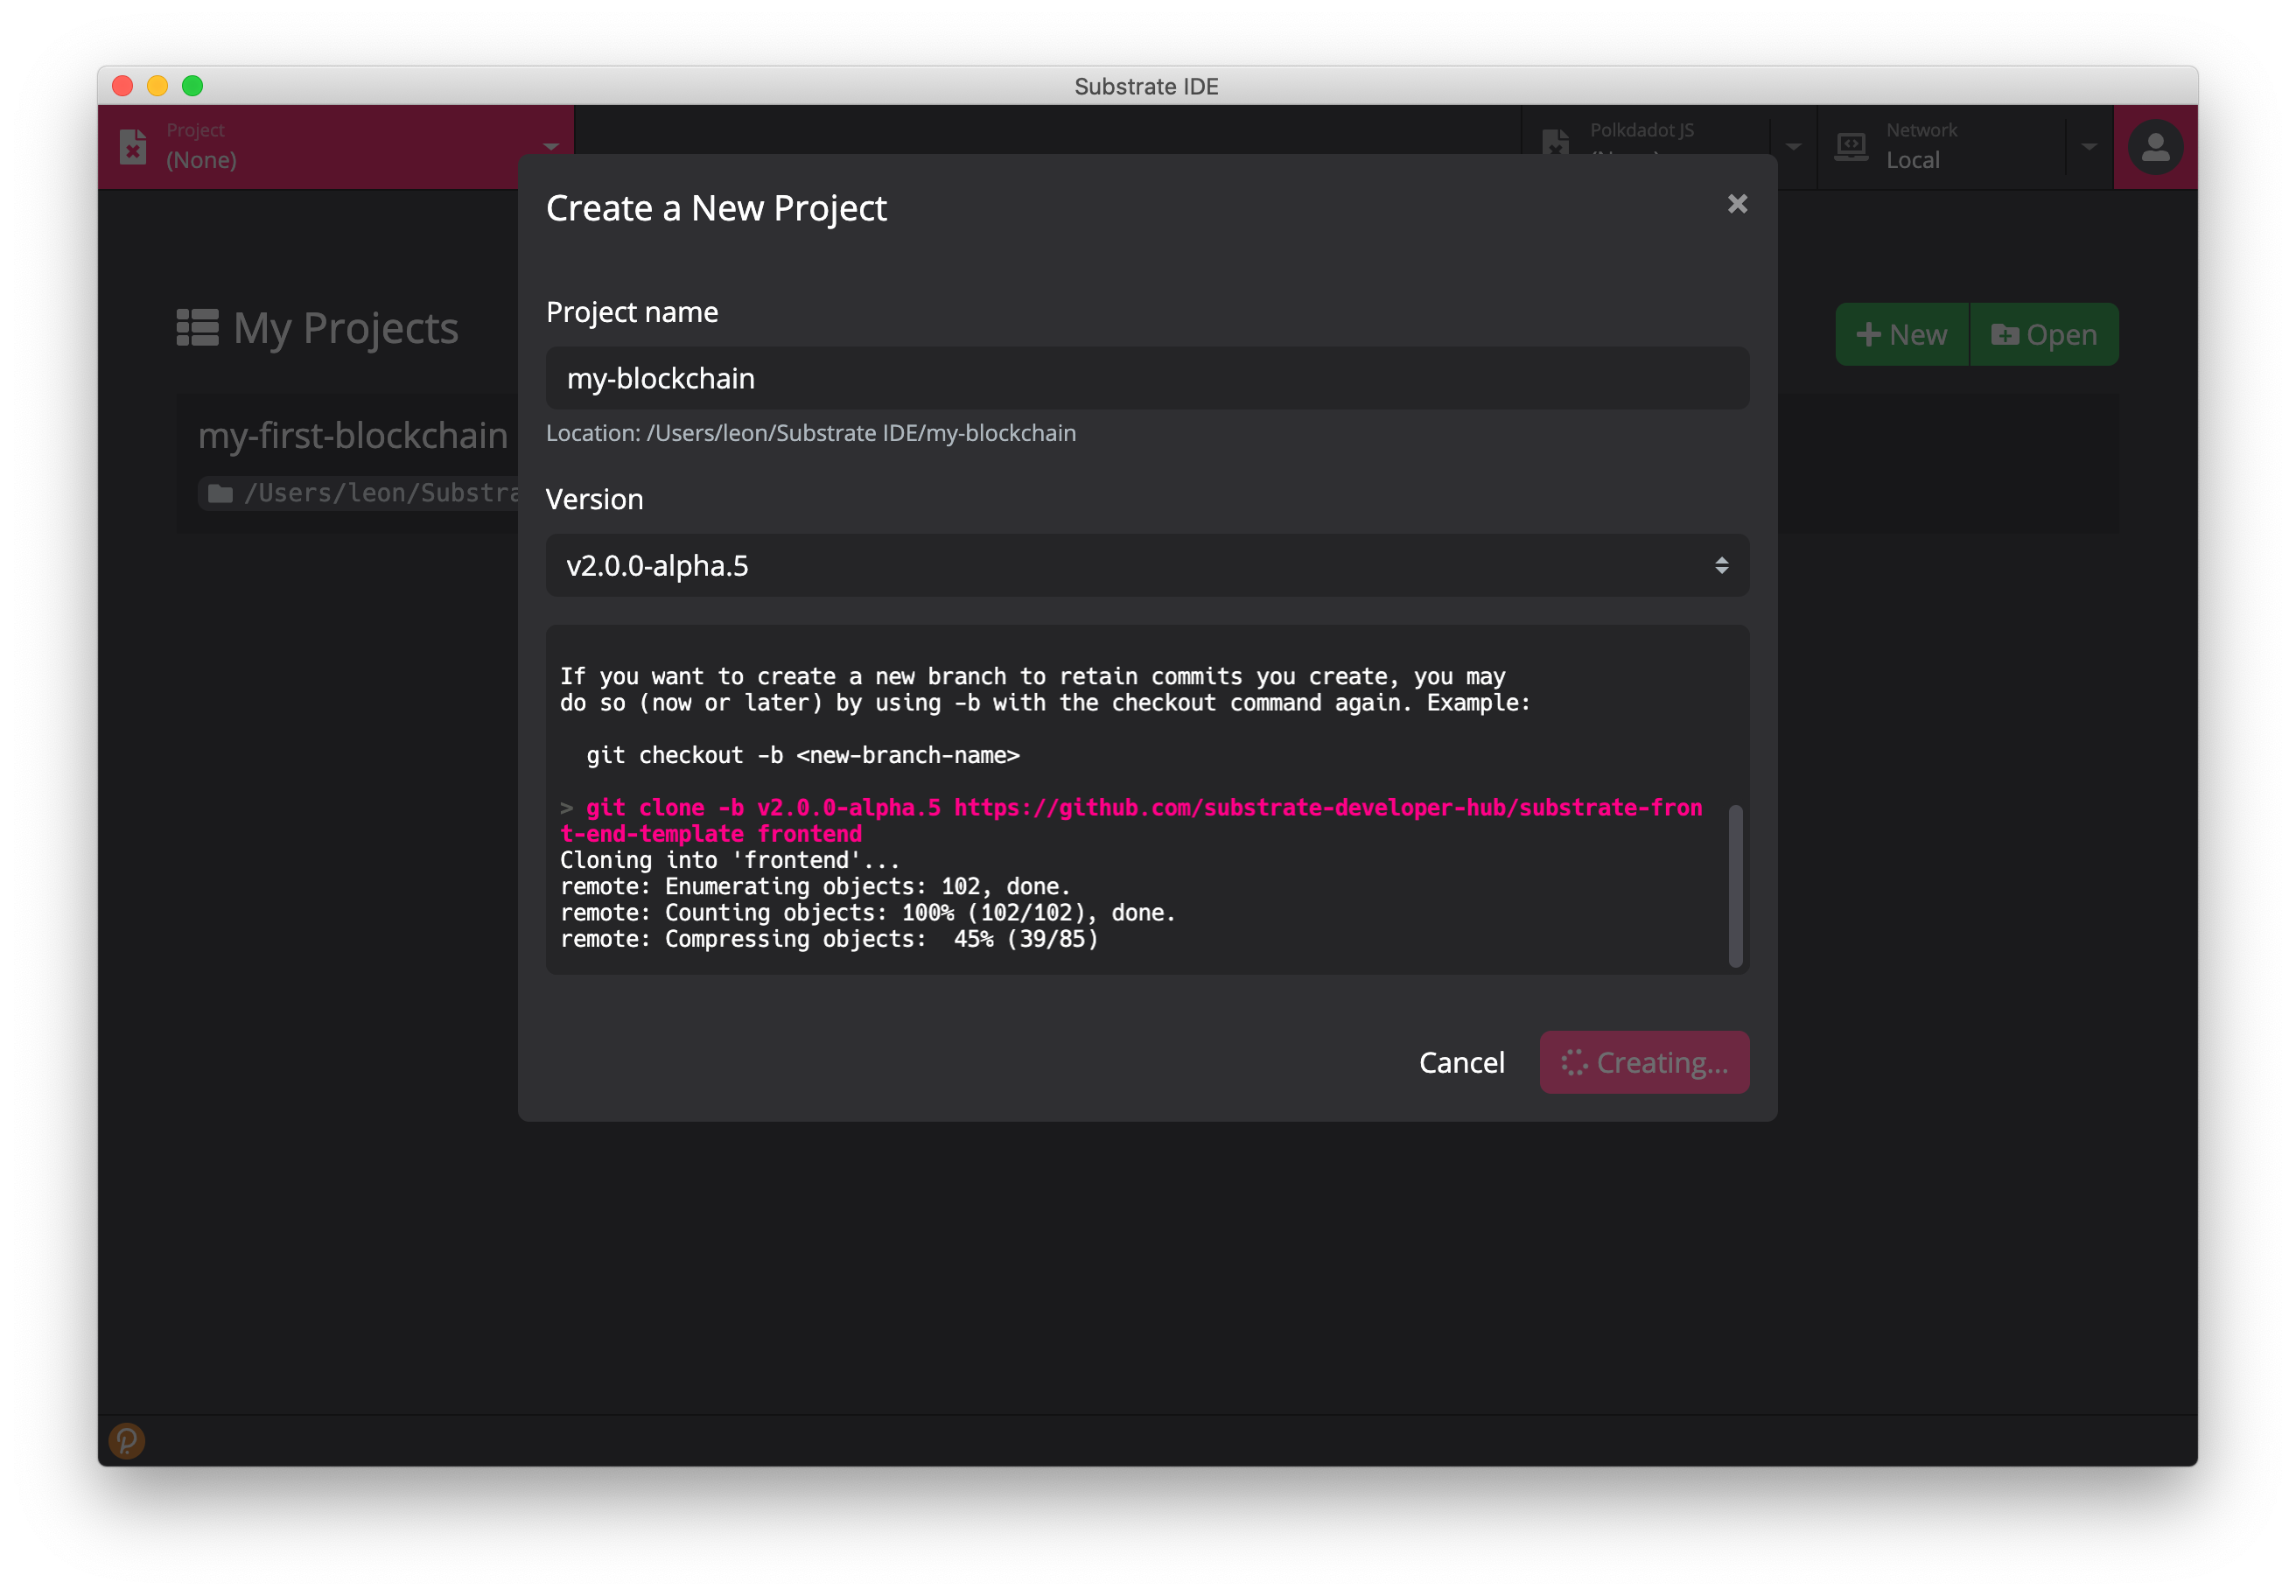 Substrate IDE
Project
(None)
Polkdadot JS
Network
Local
Create a New Project
Project name
my-blockchain
Location: /Users/leon/Substrate IDE/my-blockchain
Version
v2.0.0-alpha.5
If you want to create a new branch to retain commits you create, you may
do so (now or later) by using -b with the checkout command again. Example:
git checkout -b <new-branch-name>
> git clone -b v2.0.0-alpha.5 https://github.com/substrate-developer-hub/substrate-fron
t-end-template frontend
Cloning into 'frontend'...
remote: Enumerating objects: 102, done.
remote: Counting objects: 100% (102/102), done.
remote: Compressing objects:  45% (39/85)
Cancel
Creating...
My Projects
New
Open
my-first-blockchain
/Users/leon/Substra